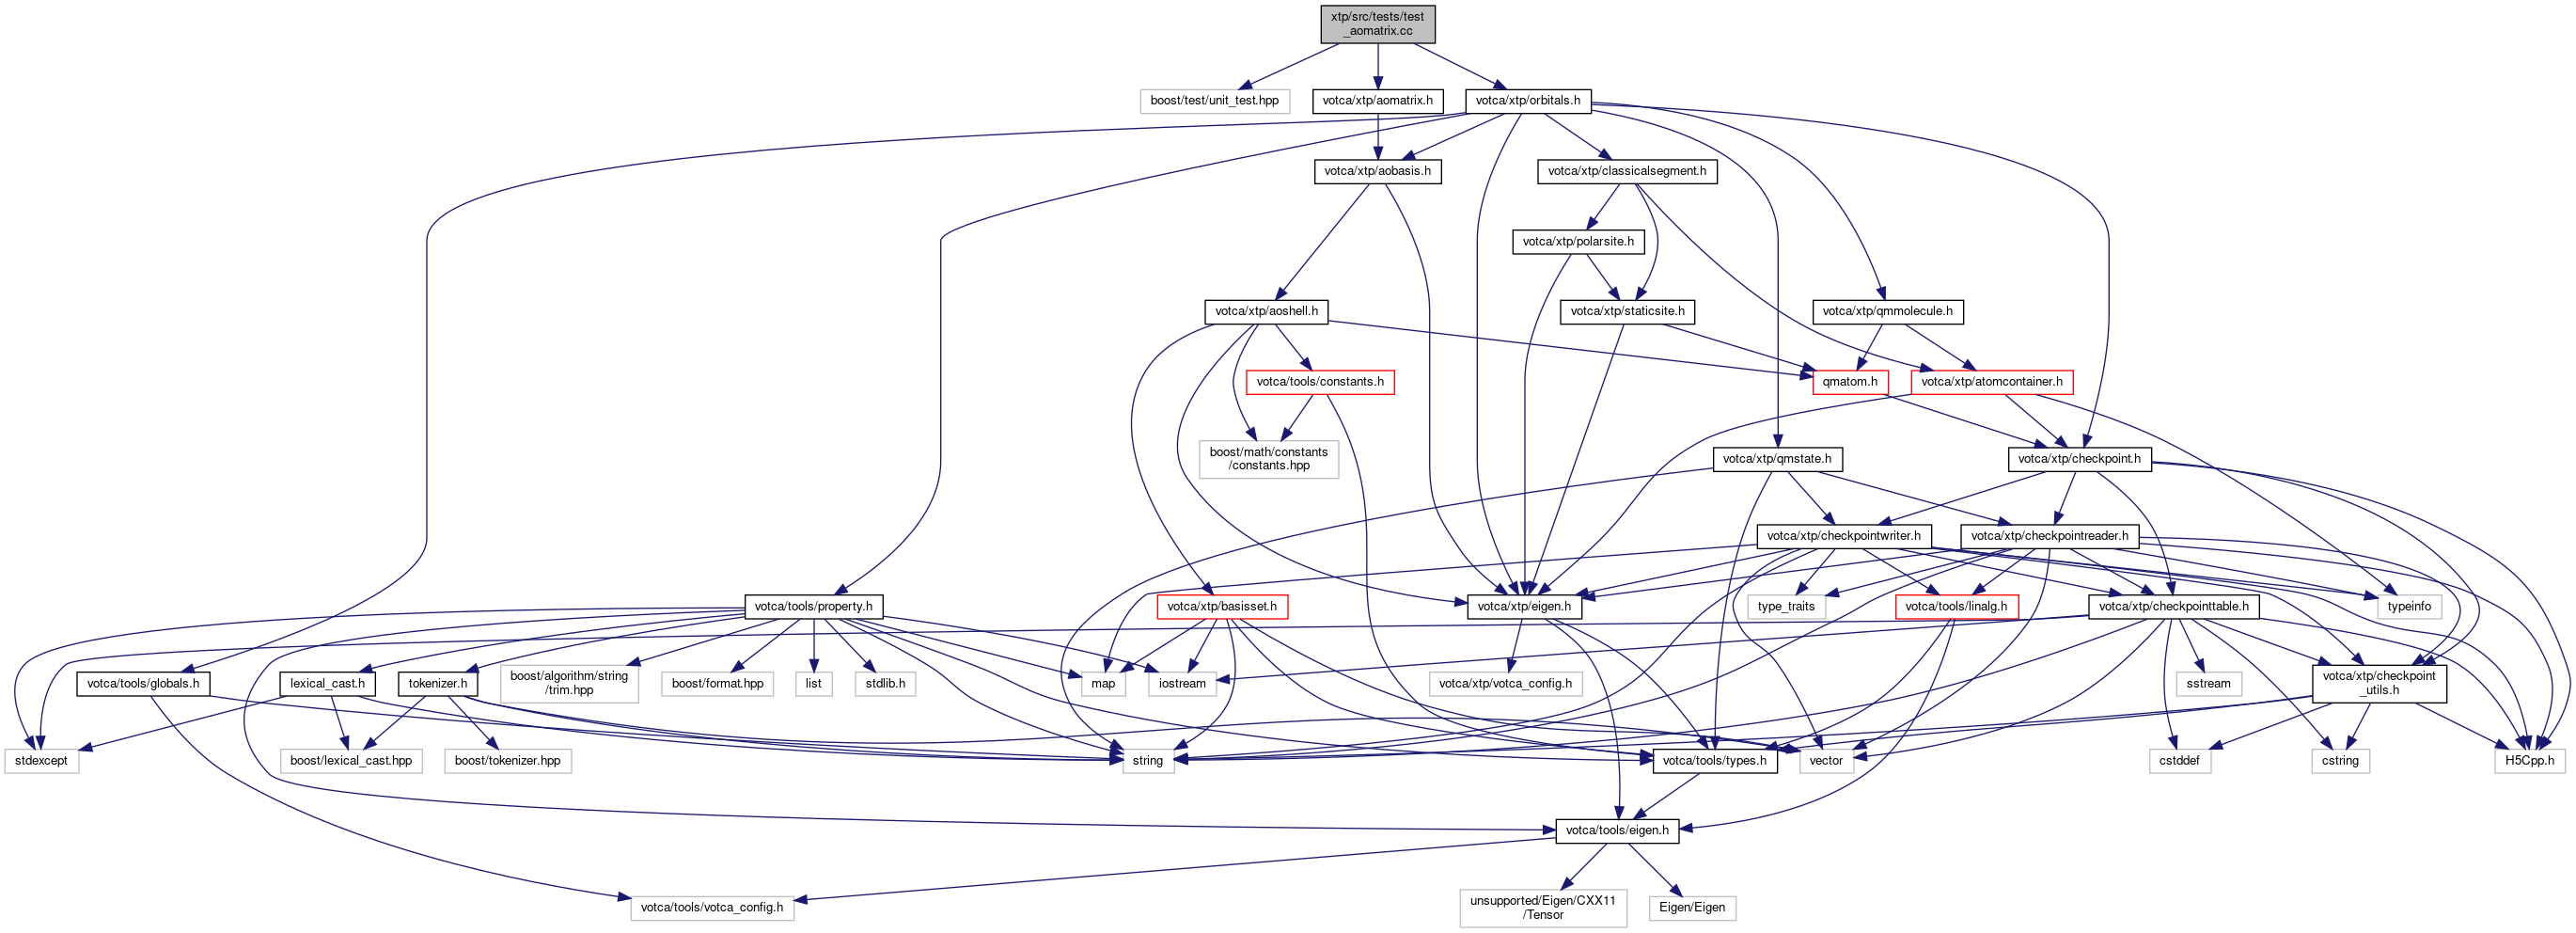 xtp/src/tests/test
_aomatrix.cc
boost/test/unit_test.hpp
votca/xtp/aomatrix.h
votca/xtp/orbitals.h
votca/xtp/aobasis.h
votca/xtp/classicalsegment.h
votca/xtp/polarsite.h
votca/xtp/aoshell.h
votca/xtp/staticsite.h
votca/xtp/qmmolecule.h
votca/tools/constants.h
qmatom.h
votca/xtp/atomcontainer.h
boost/math/constants
/constants.hpp
votca/xtp/qmstate.h
votca/xtp/checkpoint.h
votca/xtp/checkpointwriter.h
votca/xtp/checkpointreader.h
votca/tools/property.h
votca/xtp/basisset.h
votca/xtp/eigen.h
type_traits
votca/tools/linalg.h
votca/xtp/checkpointtable.h
typeinfo
votca/tools/globals.h
lexical_cast.h
tokenizer.h
boost/algorithm/string
/trim.hpp
boost/format.hpp
list
stdlib.h
map
iostream
votca/xtp/votca_config.h
sstream
votca/xtp/checkpoint
_utils.h
stdexcept
boost/lexical_cast.hpp
boost/tokenizer.hpp
string
votca/tools/types.h
vector
cstddef
cstring
H5Cpp.h
votca/tools/eigen.h
votca/tools/votca_config.h
unsupported/Eigen/CXX11
/Tensor
Eigen/Eigen